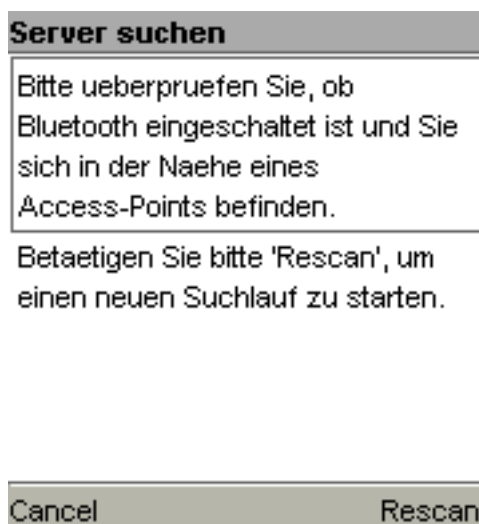 Server suchen
Bitte ueberpruefen Sie, ob
Bluetooth eingeschaltet ist und Sie
sich in der Naehe eines
Access-Points befinden.
Betaetigen Sie bitte 'Rescan', um
einen neuen Suchlauf zu starten.
Cancel Rescan